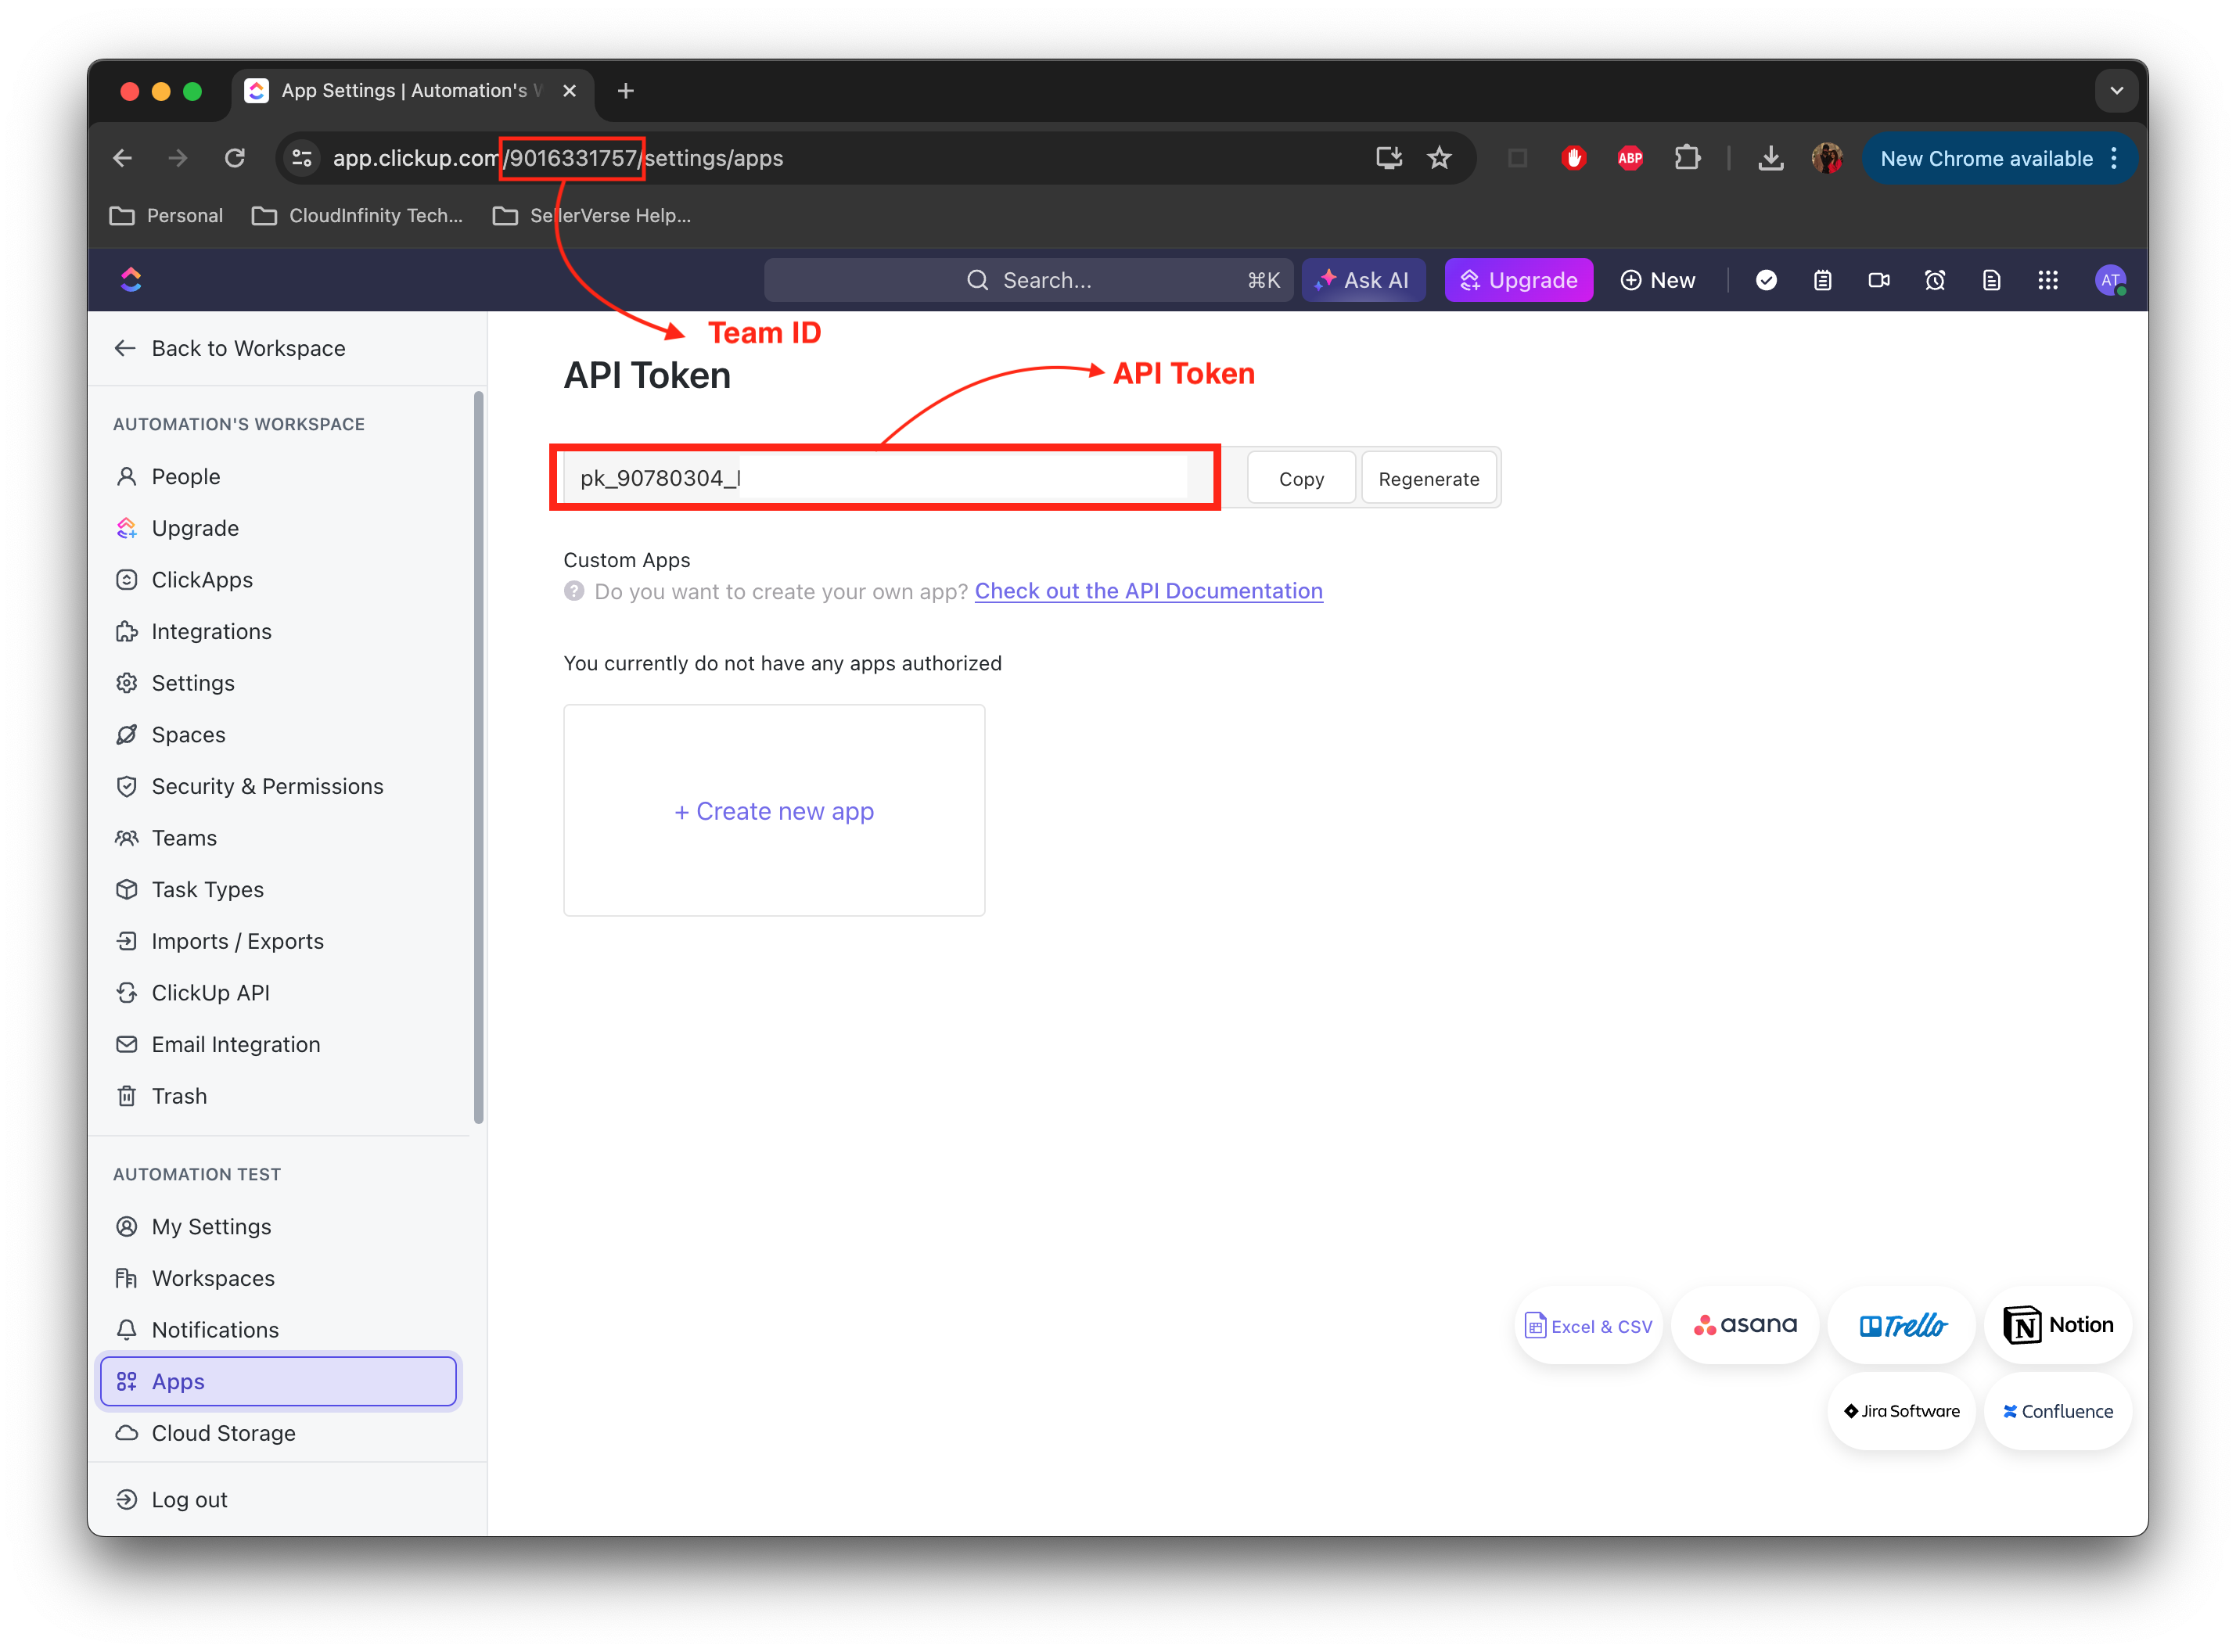 App Settings | Automation's W
app.clickup.com/9016331757/settings/apps
ABP
New Chrome available
Personal
CloudInfinity Tech...
SellerVerse Help...
Search...
⌘K
Ask AI
Upgrade
New
AT
Back to Workspace
Team ID
API Token
API Token
AUTOMATION'S WORKSPACE
People
pk_90780304_
Copy
Regenerate
Upgrade
Custom Apps
ClickApps
Do you want to create your own app? Check out the API Documentation
Integrations
You currently do not have any apps authorized
Settings
Spaces
Security & Permissions
+ Create new app
Teams
Task Types
Imports / Exports
ClickUp API
Email Integration
Trash
AUTOMATION TEST
My Settings
Workspaces
Notifications
Excel & CSV
asana
Trello
Notion
Apps
Jira Software
Confluence
Cloud Storage
Log out